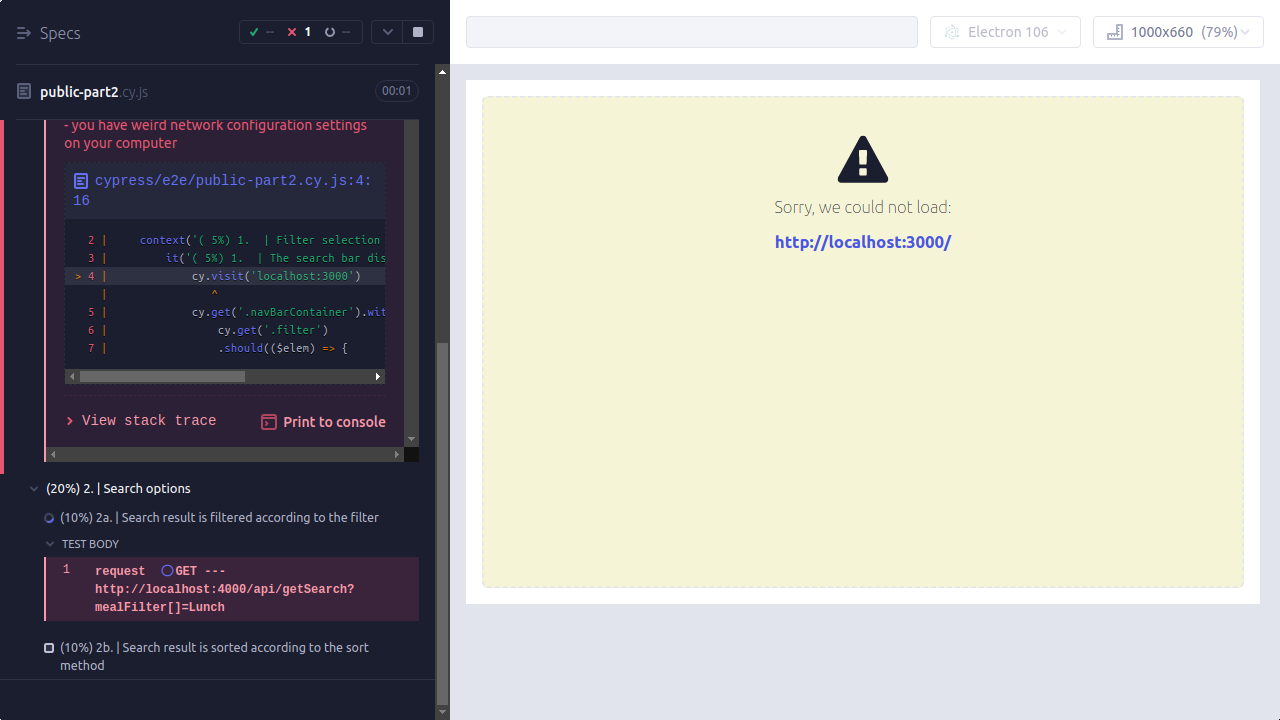 Specs
-- 1 --
Electron 106
1000x660 (79%)
public-part2.cy.js
00:01
- you have weird network configuration settings
on your computer
cypress/e2e/public-part2.cy.js:4:
16
2 | context('( 5%) 1.  | Filter selection
3 | it('( 5%) 1.  | The search bar dis
> 4 | cy.visit('localhost:3000')
| ^
5 | cy.get('.navBarContainer').wit
6 | cy.get('.filter')
7 | .should(($elem) => {
View stack trace
Print to console
(20%) 2. | Search options
(10%) 2a. | Search result is filtered according to the filter
TEST BODY
1 request GET ---
http://localhost:4000/api/getSearch?
mealFilter[]=Lunch
(10%) 2b. | Search result is sorted according to the sort
method
Sorry, we could not load:
http://localhost:3000/